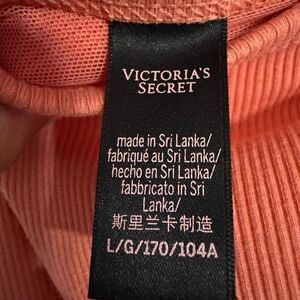 VICTORIA'S
SECRET
made in Sri Lanka/
fabriqué au Sri Lanka/
hecho en Sri Lanka/
fabbricato in Sri
Lanka/
斯里兰卡制造
L/G/170/104A